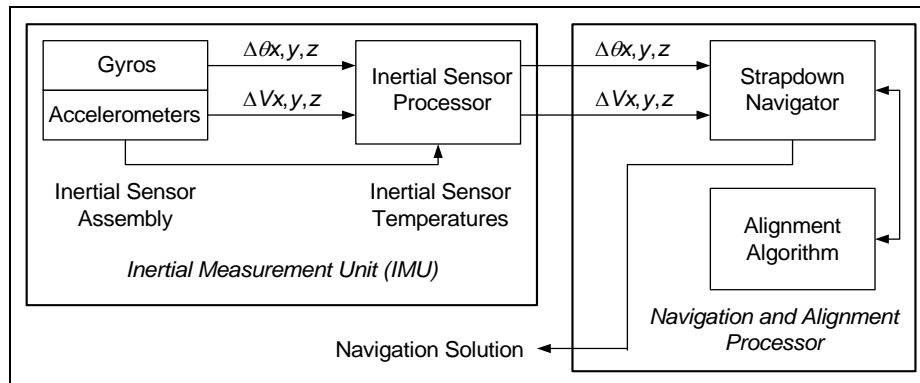 Gyros
Accelerometers
Δθx, y, z
ΔVx, y, z
Inertial Sensor
Processor
Inertial Sensor
Assembly
Inertial Sensor
Temperatures
Inertial Measurement Unit (IMU)
Δθx, y, z
ΔVx, y, z
Strapdown
Navigator
Alignment
Algorithm
Navigation and Alignment
Processor
Navigation Solution